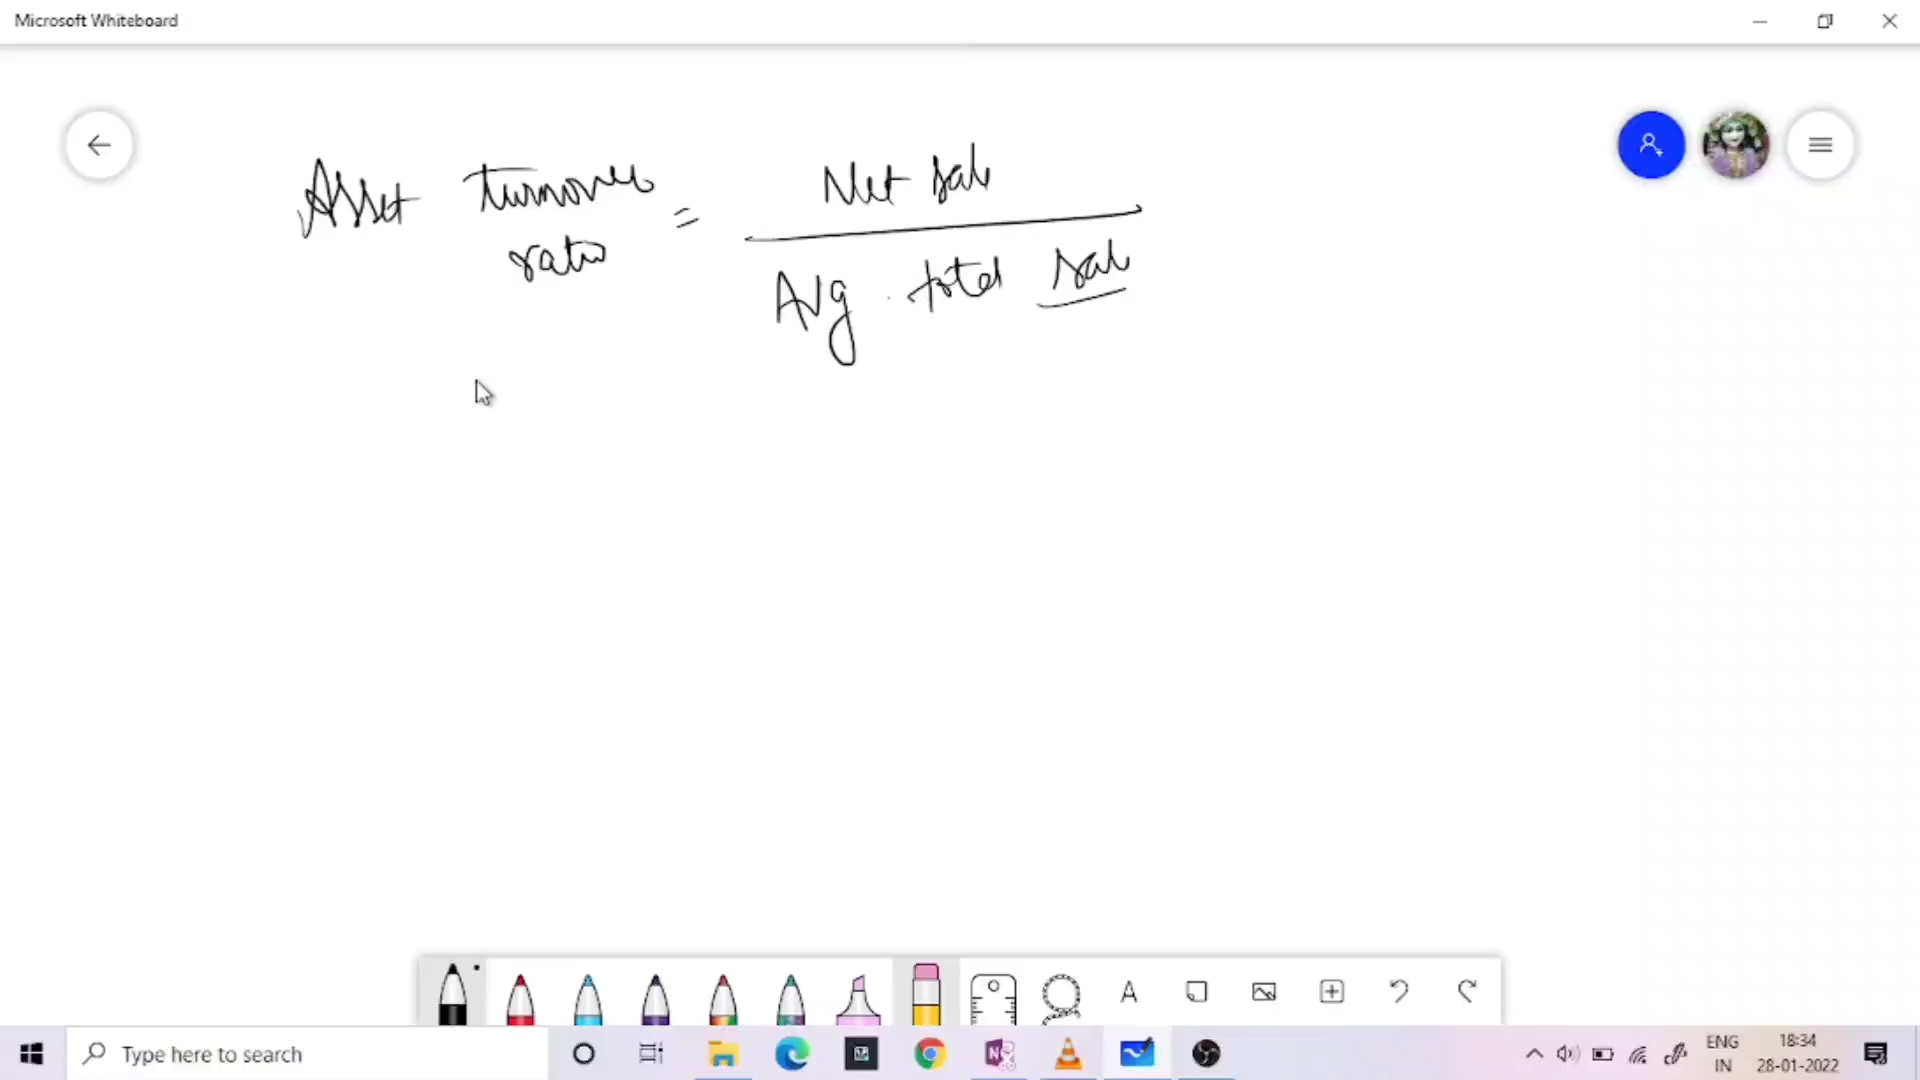 Microsoft Whiteboard
Asset turnover ratio = Net sale
Avg. total sale
A
Type here to search
ENG
IN
18:34
28-01-2022